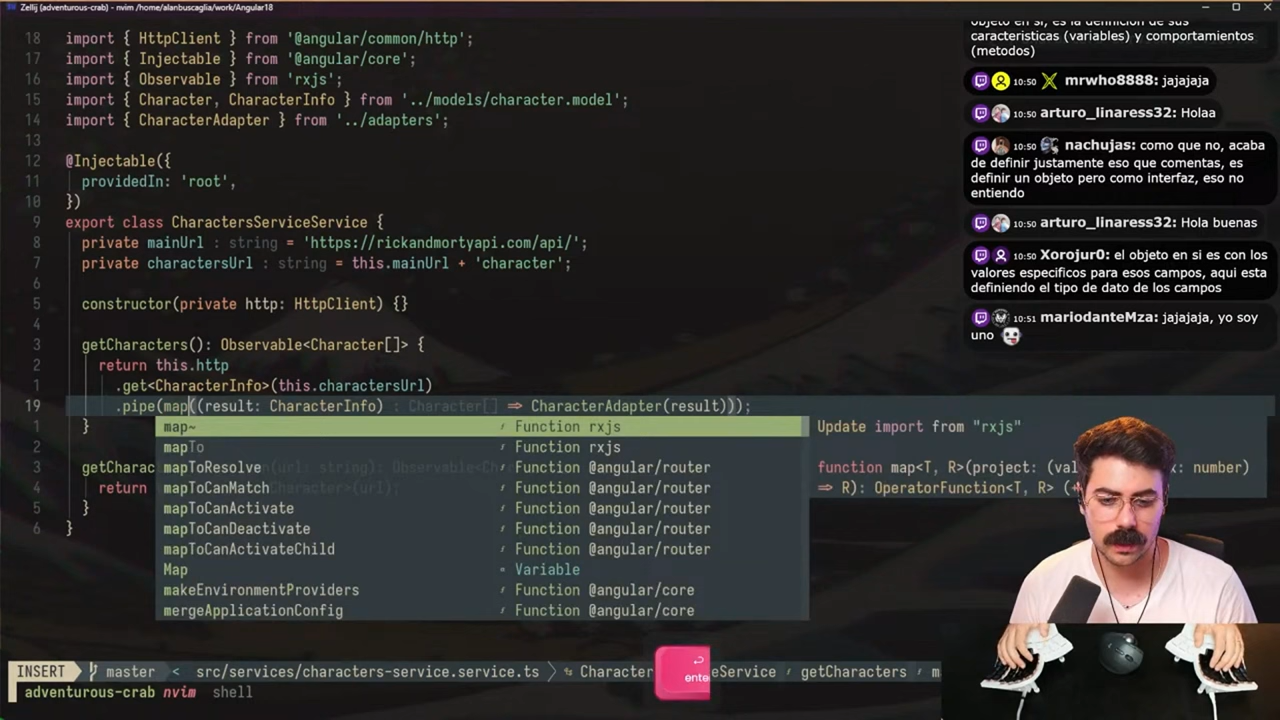 Zellij (adventurous-crab) - nvim /home/alanbuscaglia/work/Angular18
18 import { HttpClient } from '@angular/common/http';
17 import { Injectable } from '@angular/core';
16 import { Observable } from 'rxjs';
15 import { Character, CharacterInfo } from '../models/character.model';
14 import { CharacterAdapter } from '../adapters';
13
12 @Injectable({
11 providedIn: 'root',
10 })
9 export class CharactersServiceService {
8 private mainUrl : string = 'https://rickandmortyapi.com/api/';
7 private charactersUrl : string = this.mainUrl + 'character';
6
5 constructor(private http: HttpClient) {}
4
3 getCharacters(): Observable<Character[]> {
2 return this.http
1 .get<CharacterInfo>(this.charactersUrl)
19 .pipe(map((result: CharacterInfo) : Character[] => CharacterAdapter(result)));
1 }
2
3 getCharac
4 return
5 }
6 }
map~ f Function rxjs
mapTo f Function rxjs
mapToResolve f Function @angular/router
mapToCanMatch f Function @angular/router
mapToCanActivate f Function @angular/router
mapToCanDeactivate f Function @angular/router
mapToCanActivateChild f Function @angular/router
Map Variable
makeEnvironmentProviders f Function @angular/core
mergeApplicationConfig f Function @angular/core
Update import from "rxjs"
function map<T, R>(project: (val x: number)
=> R): OperatorFunction<T, R> (+
objeto en si, es la definicion de sus
caracteristicas (variables) y comportamientos
(metodos)
10:50 mrwho8888: jajajaja
10:50 arturo_linaress32: Holaa
10:50 nachujas: como que no, acaba
de definir justamente eso que comentas, es
definir un objeto pero como interfaz, eso no
entiendo
10:50 arturo_linaress32: Hola buenas
10:50 Xorojur0: el objeto en si es con los
valores especificos para esos campos, aqui esta
definiendo el tipo de dato de los campos
10:51 mariodanteMza: jajajaja, yo soy
uno
INSERT master < src/services/characters-service.service.ts Character eService getCharacters m
enter
adventurous-crab nvim shell